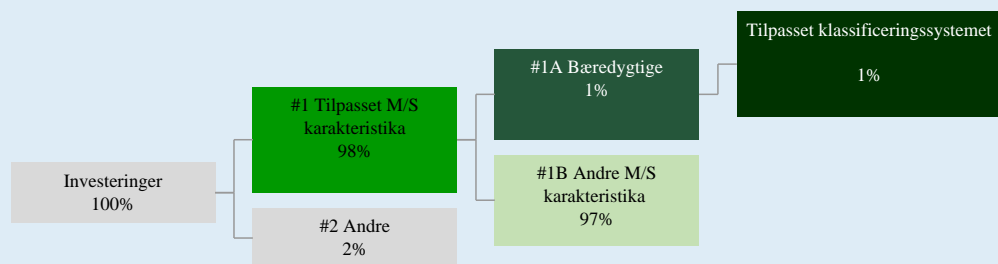 Investeringer
100%
#1 Tilpasset M/S
karakteristika
98%
#2 Andre
2%
#1A Bæredygtige
1%
#1B Andre M/S
karakteristika
97%
Tilpasset klassificeringssystemet
1%